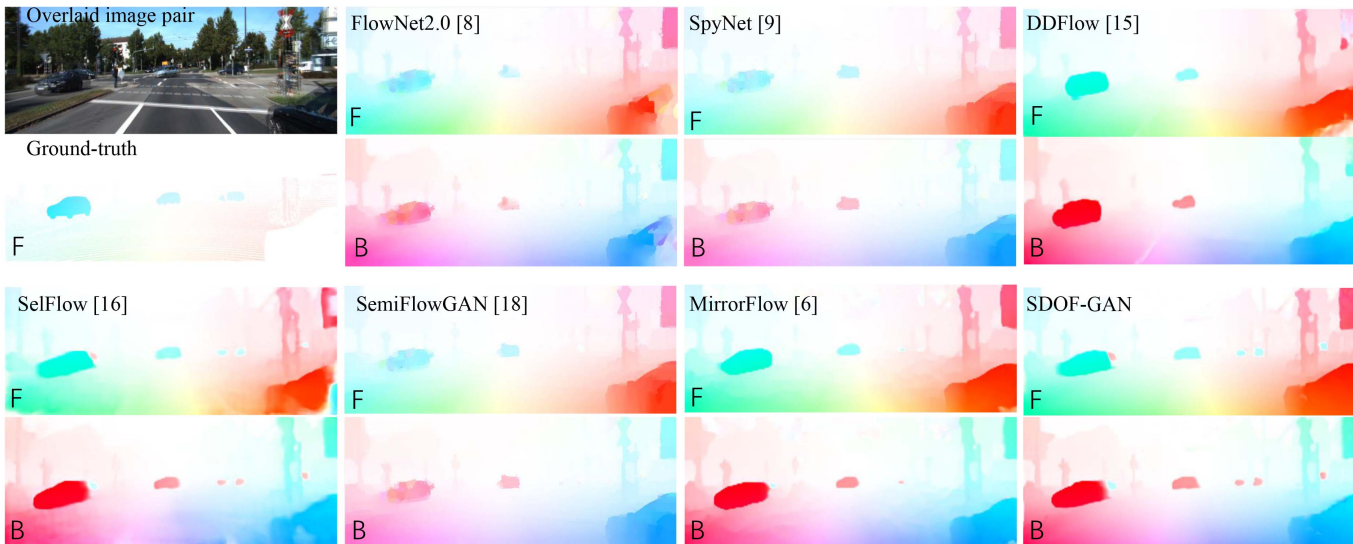 Overlaid image pair
FlowNet2.0 [8]
SpyNet [9]
DDFlow [15]
F
F
F
Ground-truth
F
B
B
B
SelFlow [16]
SemiFlowGAN [18]
MirrorFlow [6]
SDOF-GAN
F
F
F
F
B
B
B
B